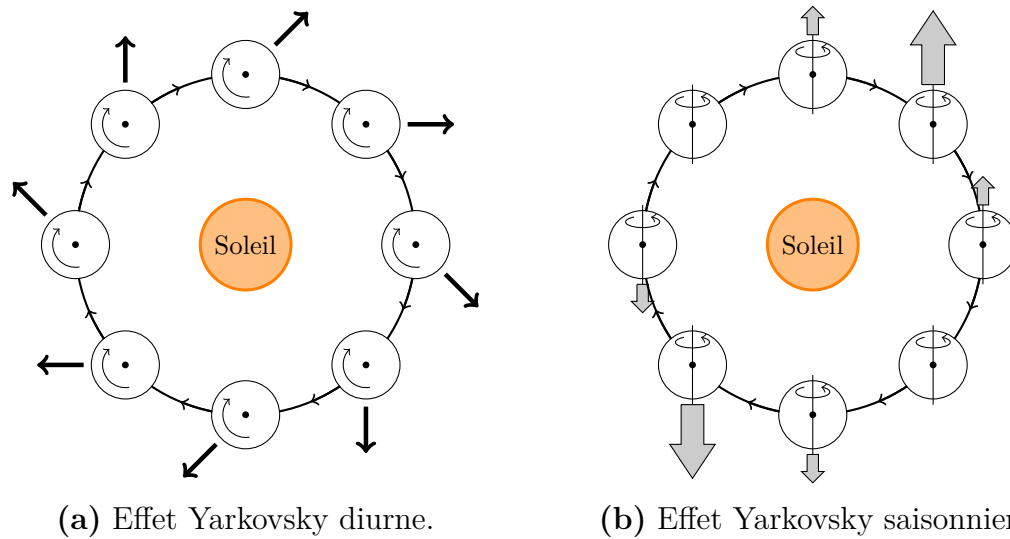 Soleil
Soleil
(a) Effet Yarkovsky diurne.
(b) Effet Yarkovsky saisonnier